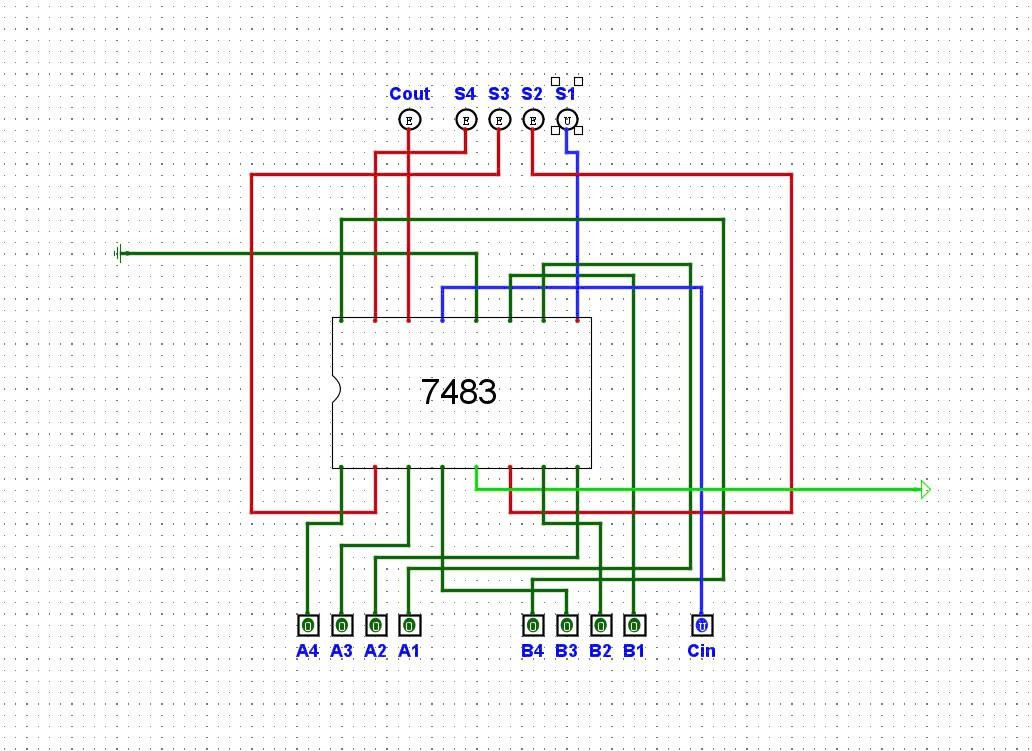 Cout S4 S3 S2 S1
E E E E U
7483
0 0 0 0 0 0 0 0 U
A4 A3 A2 A1 B4 B3 B2 B1 Cin